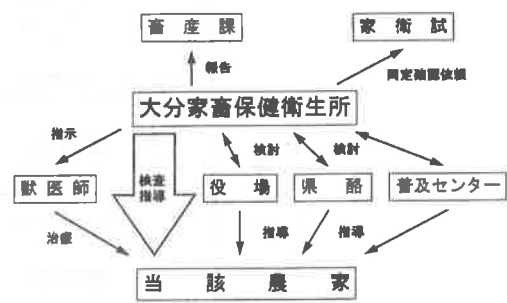 畜産課
家衛試
報告
同定確認依頼
大分家畜保健衛生所
指示
検討
検討
検査
指導
獣医師
役場
県酪
普及センター
治療
指導
指導
当該農家